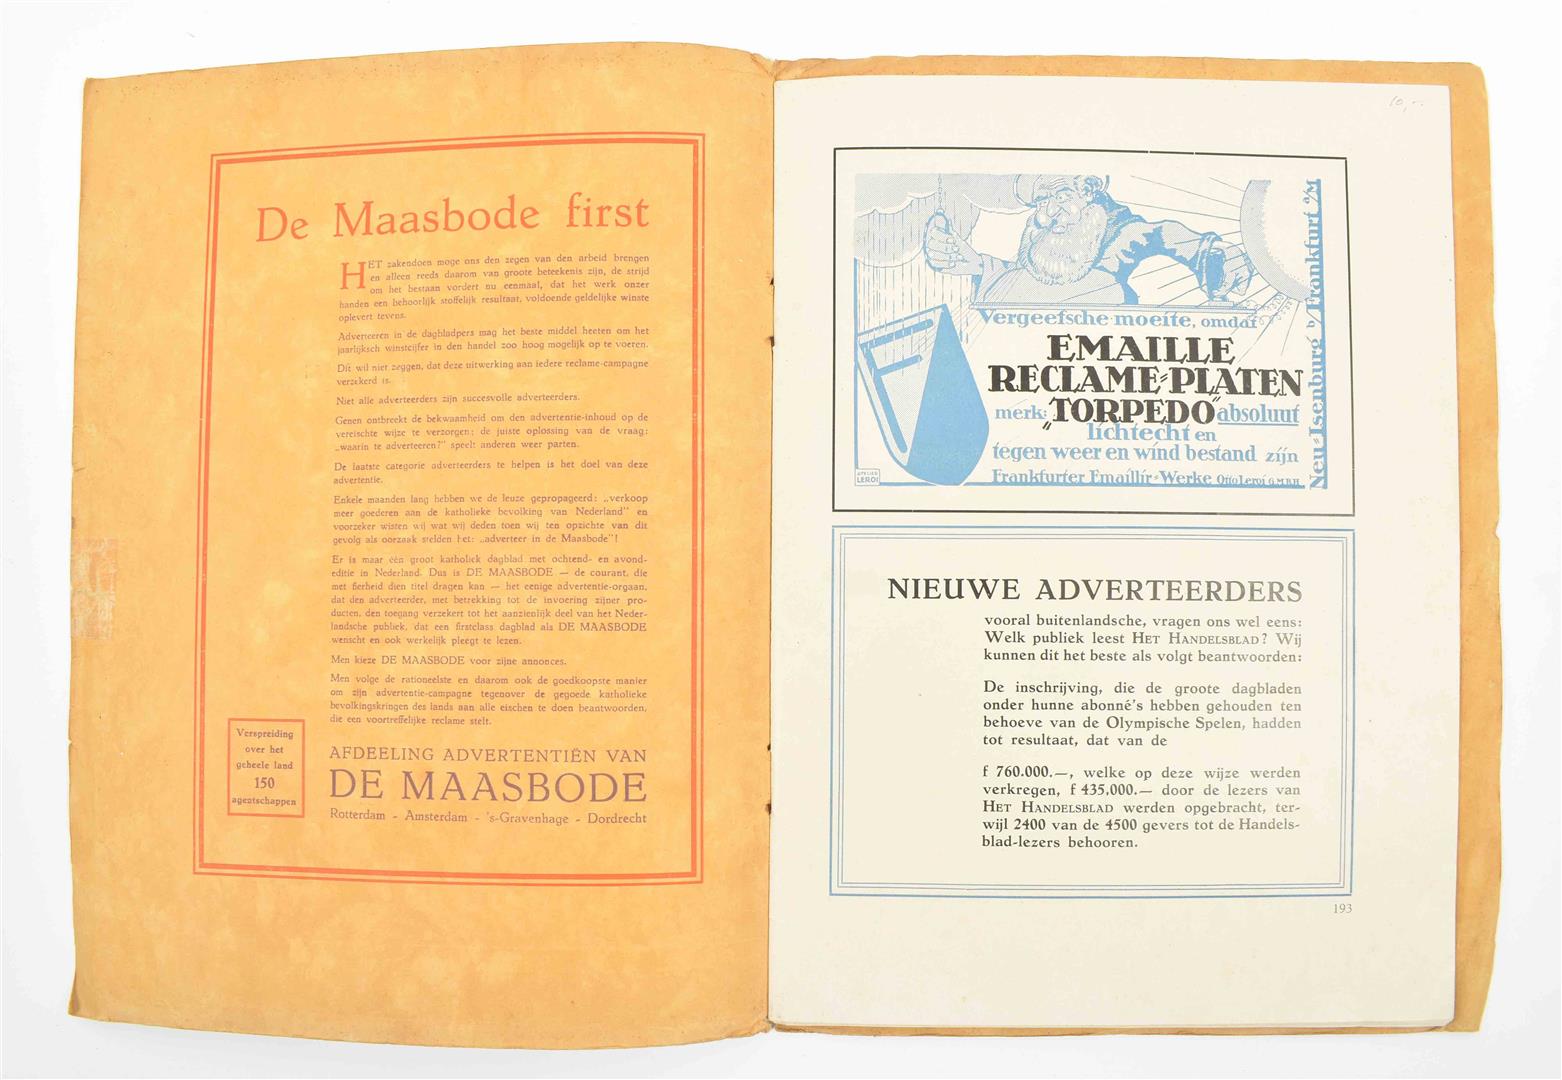 De Maasbode first
HET zakendoen moge ons den zegen van den arbeid brengen
en alleen reeds daarom van groote beteekenis zijn, de strijd
om het bestaan vordert nu eenmaal, dat het werk onzer
handen een behoorlijk stoffelijk resultaat, voldoende geldelijke winste
oplevert tevens.
Adverteeren in de dagbladpers mag het beste middel heeten om het
jaarlijksch winstcijfer in den handel zoo hoog mogelijk op te voeren.
Dit wil niet zeggen, dat deze uitwerking aan iedere reclame-campagne
verzekerd is.
Niet alle adverteerders zijn succesvolle adverteerders.
Genen ontbreekt de bekwaamheid om den advertentie-inhoud op de
vereischte wijze te verzorgen; de juiste oplossing van de vraag:
„waarin te adverteeren?" speelt anderen weer parten.
De laatste categorie adverteerders te helpen is het doel van deze
advertentie.
Enkele maanden lang hebben we de leuze gepropageerd: „verkoop
meer goederen aan de katholieke bevolking van Nederland" en
voorzeker wisten wij wat wij deden toen wij ten opzichte van dit
gevolg als oorzaak stelden het: „adverteer in de Maasbode"!
Er is maar één groot katholiek dagblad met ochtend- en avond-
editie in Nederland. Dus is DE MAASBODE — de courant, die
met fierheid dien titel dragen kan — het eenige advertentie-orgaan,
dat den adverteerder, met betrekking tot de invoering zijner pro-
ducten, den toegang verzekert tot het aanzienlijk deel van het Neder-
landsche publiek, dat een firstclass dagblad als DE MAASBODE
wenscht en ook werkelijk pleegt te lezen.
Men kieze DE MAASBODE voor zijne annonces.
Men volge de rationeelste en daarom ook de goedkoopste manier
om zijn advertentie-campagne tegenover de gegoede katholieke
bevolkingskringen des lands aan alle eischen te doen beantwoorden,
die een voortreffelijke reclame stelt.
Verspreiding
over het
geheele land
150
agentschappen
AFDEELING ADVERTENTIËN VAN
DE MAASBODE
Rotterdam - Amsterdam - 's-Gravenhage - Dordrecht
10,-
Vergeefsche moeite, omdat
EMAILLE
RECLAME-PLATEN
merk: „TORPEDO" absoluut
lichtecht en
tegen weer en wind bestand zijn
Frankfurter Emaillir-Werke Otto Leroi G.M.B.H
Neu-Isenburg b/Frankfurt a/M
ATELIER
LEROI
NIEUWE ADVERTEERDERS
vooral buitenlandsche, vragen ons wel eens:
Welk publiek leest HET HANDELSBLAD? Wij
kunnen dit het beste als volgt beantwoorden:
De inschrijving, die de groote dagbladen
onder hunne abonné's hebben gehouden ten
behoeve van de Olympische Spelen, hadden
tot resultaat, dat van de
f 760.000.—, welke op deze wijze werden
verkregen, f 435,000.— door de lezers van
HET HANDELSBLAD werden opgebracht, ter-
wijl 2400 van de 4500 gevers tot de Handels-
blad-lezers behooren.
193